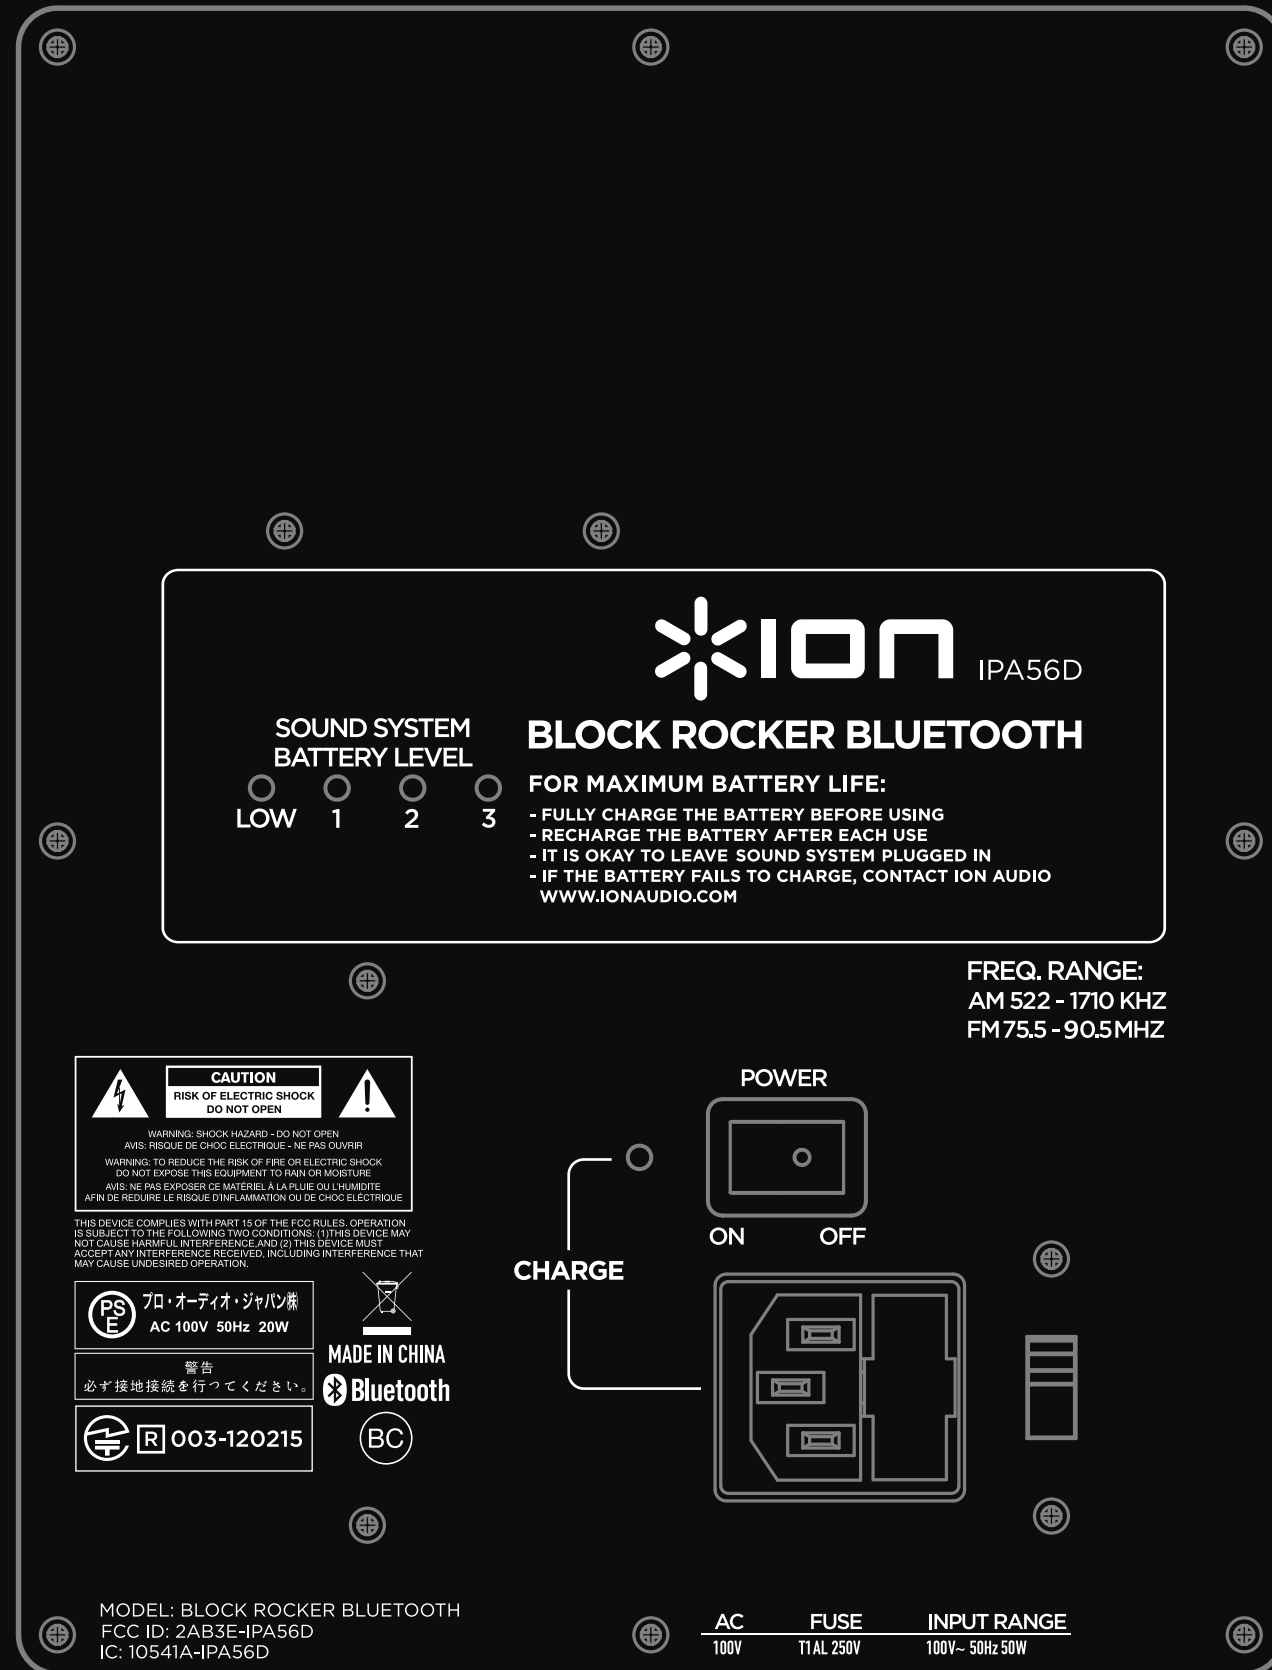 ION IPA56D
BLOCK ROCKER BLUETOOTH
SOUND SYSTEM
BATTERY LEVEL
LOW 1 2 3
FOR MAXIMUM BATTERY LIFE:
- FULLY CHARGE THE BATTERY BEFORE USING
- RECHARGE THE BATTERY AFTER EACH USE
- IT IS OKAY TO LEAVE SOUND SYSTEM PLUGGED IN
- IF THE BATTERY FAILS TO CHARGE, CONTACT ION AUDIO
WWW.IONAUDIO.COM
FREQ. RANGE:
AM 522 - 1710 KHZ
FM 75.5 - 90.5 MHZ
CAUTION
RISK OF ELECTRIC SHOCK
DO NOT OPEN
WARNING: SHOCK HAZARD - DO NOT OPEN
AVIS: RISQUE DE CHOC ELECTRIQUE - NE PAS OUVRIR
WARNING: TO REDUCE THE RISK OF FIRE OR ELECTRIC SHOCK
DO NOT EXPOSE THIS EQUIPMENT TO RAIN OR MOISTURE
AVIS: NE PAS EXPOSER CE MATÉRIEL À LA PLUIE OU L'HUMIDITE
AFIN DE REDUIRE LE RISQUE D'INFLAMMATION OU DE CHOC ELÉCTRIQUE
THIS DEVICE COMPLIES WITH PART 15 OF THE FCC RULES. OPERATION
IS SUBJECT TO THE FOLLOWING TWO CONDITIONS: (1)THIS DEVICE MAY
NOT CAUSE HARMFUL INTERFERENCE,AND (2) THIS DEVICE MUST
ACCEPT ANY INTERFERENCE RECEIVED, INCLUDING INTERFERENCE THAT
MAY CAUSE UNDESIRED OPERATION.
PS
E
プロ・オーディオ・ジャパン㈱
AC 100V 50Hz 20W
警告
必ず接地接続を行つてください。
R 003-120215
MADE IN CHINA
Bluetooth
BC
POWER
ON OFF
CHARGE
MODEL: BLOCK ROCKER BLUETOOTH
FCC ID: 2AB3E-IPA56D
IC: 10541A-IPA56D
AC FUSE INPUT RANGE
100V T1 AL 250V 100V~ 50Hz 50W